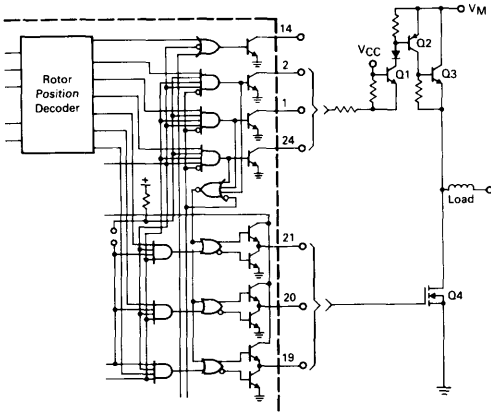 14
2
1
24
21
20
19
Rotor
Position
Decoder
+
VCC
VM
Q1
Q2
Q3
Load
Q4